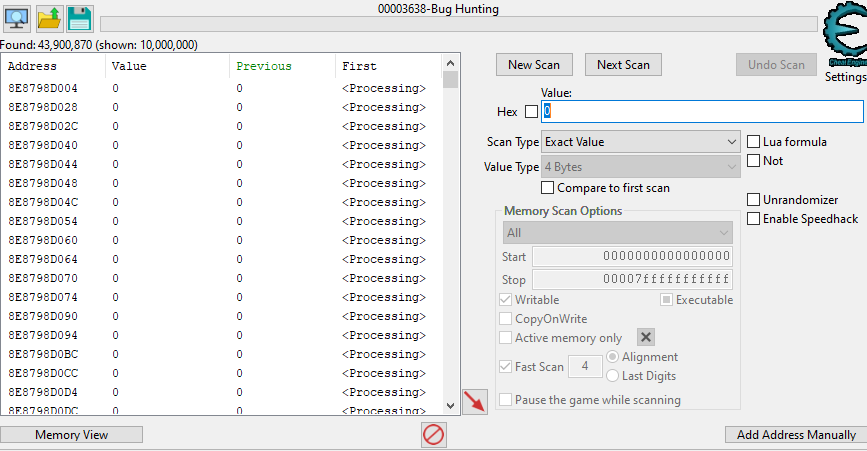 00003638-Bug Hunting
Found: 43,900,870 (shown: 10,000,000)
Address Value Previous First
8E8798D004 0 0 <Processing>
8E8798D028 0 0 <Processing>
8E8798D02C 0 0 <Processing>
8E8798D040 0 0 <Processing>
8E8798D044 0 0 <Processing>
8E8798D048 0 0 <Processing>
8E8798D04C 0 0 <Processing>
8E8798D054 0 0 <Processing>
8E8798D060 0 0 <Processing>
8E8798D064 0 0 <Processing>
8E8798D070 0 0 <Processing>
8E8798D074 0 0 <Processing>
8E8798D090 0 0 <Processing>
8E8798D094 0 0 <Processing>
8E8798D0BC 0 0 <Processing>
8E8798D0CC 0 0 <Processing>
8E8798D0D4 0 0 <Processing>
8E8798D0DC 0 0 <Processing>
Memory View
New Scan Next Scan Undo Scan
Cheat Engine
Settings
Value:
Hex 0
Scan Type Exact Value Lua formula
Value Type 4 Bytes Not
Compare to first scan
Unrandomizer
Enable Speedhack
Memory Scan Options
All
Start 0000000000000000
Stop 00007fffffffffff
Writable Executable
CopyOnWrite
Active memory only
Fast Scan 4 Alignment
Last Digits
Pause the game while scanning
Add Address Manually